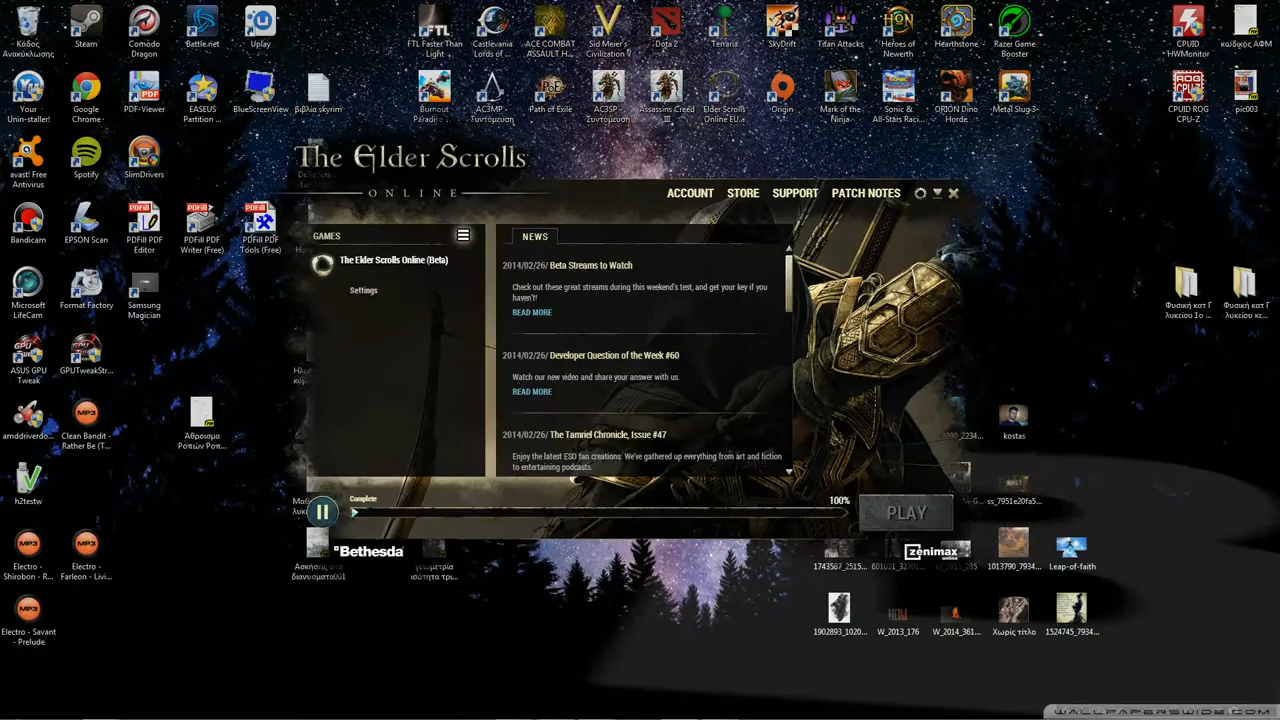 Κάδος
Ανακύκλωσης
Steam
Comodo
Dragon
Battle.net
Uplay
FTL Faster Than
Light
Castlevania
Lords of ...
ACE COMBAT
ASSAULT H...
Sid Meier's
Civilization V
Dota 2
Terraria
SkyDrift
Titan Attacks
Heroes of
Newerth
Hearthstone
Razer Game
Booster
CPUID
HWMonitor
κωδικός ΑΦΜ
Your
Unin-staller!
Google
Chrome
PDF-Viewer
EASEUS
Partition ...
BlueScreenView
βιβλία skyrim
Burnout
Paradise T...
AC3MP -
Συντόμευση
Path of Exile
AC3SP -
Συντόμευση
Assassins Creed
III
Elder Scrolls
Online EU...
Origin
Mark of the
Ninja
Sonic &
All-Stars Raci...
ORION Dino
Horde
Metal Slug 3
CPUID ROG
CPU-Z
pic003
avast! Free
Antivirus
Spotify
SlimDrivers
The Elder Scrolls
ONLINE
ACCOUNT
STORE
SUPPORT
PATCH NOTES
Bandicam
EPSON Scan
PDFill PDF
Editor
PDFill PDF
Writer (Free)
PDFill PDF
Tools (Free)
GAMES
The Elder Scrolls Online (Beta)
Settings
NEWS
2014/02/26/ Beta Streams to Watch
Check out these great streams during this weekend's test, and get your key if you
haven't!
READ MORE
2014/02/26/ Developer Question of the Week #60
Watch our new video and share your answer with us.
READ MORE
2014/02/26/ The Tamriel Chronicle, Issue #47
Enjoy the latest ESO fan creations. We've gathered up everything from art and fiction
to entertaining podcasts.
Microsoft
LifeCam
Format Factory
Samsung
Magician
Φυσική κατ Γ
λυκείου 1ο ...
Φυσική κατ Γ
λυκείου κε...
ASUS GPU
Tweak
GPUTweakStr...
amddriverdo...
Clean Bandit -
Rather Be (T...
Άθροισμα
Ροπών Ροπ...
kostas
h2testw
ss_7951e20fa5...
Complete
100%
PLAY
Bethesda
zenimax
online
Electro -
Shirobon - R...
Electro -
Farleon - Livi...
Ασκήσεις στα
διανυσματα001
γεωμετρία
ισότητα τρι...
1743587_2515...
1013790_7934...
Leap-of-faith
Electro - Savant
- Prelude
1902893_1020...
W_2013_176
W_2014_361...
Χωρίς τίτλο
1524745_7934...
WALLPAPERSWIDE.COM